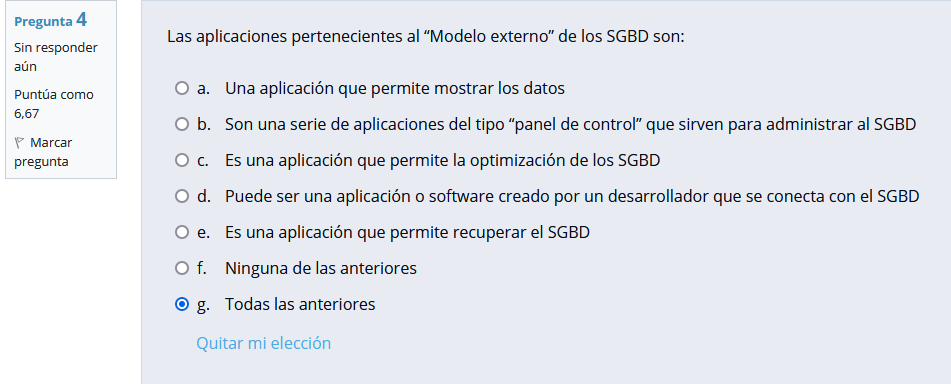 Pregunta 4
Sin responder
aún
Puntúa como
6,67
Marcar
pregunta
Las aplicaciones pertenecientes al “Modelo externo” de los SGBD son:
a. Una aplicación que permite mostrar los datos
b. Son una serie de aplicaciones del tipo “panel de control” que sirven para administrar al SGBD
c. Es una aplicación que permite la optimización de los SGBD
d. Puede ser una aplicación o software creado por un desarrollador que se conecta con el SGBD
e. Es una aplicación que permite recuperar el SGBD
f. Ninguna de las anteriores
g. Todas las anteriores
Quitar mi elección